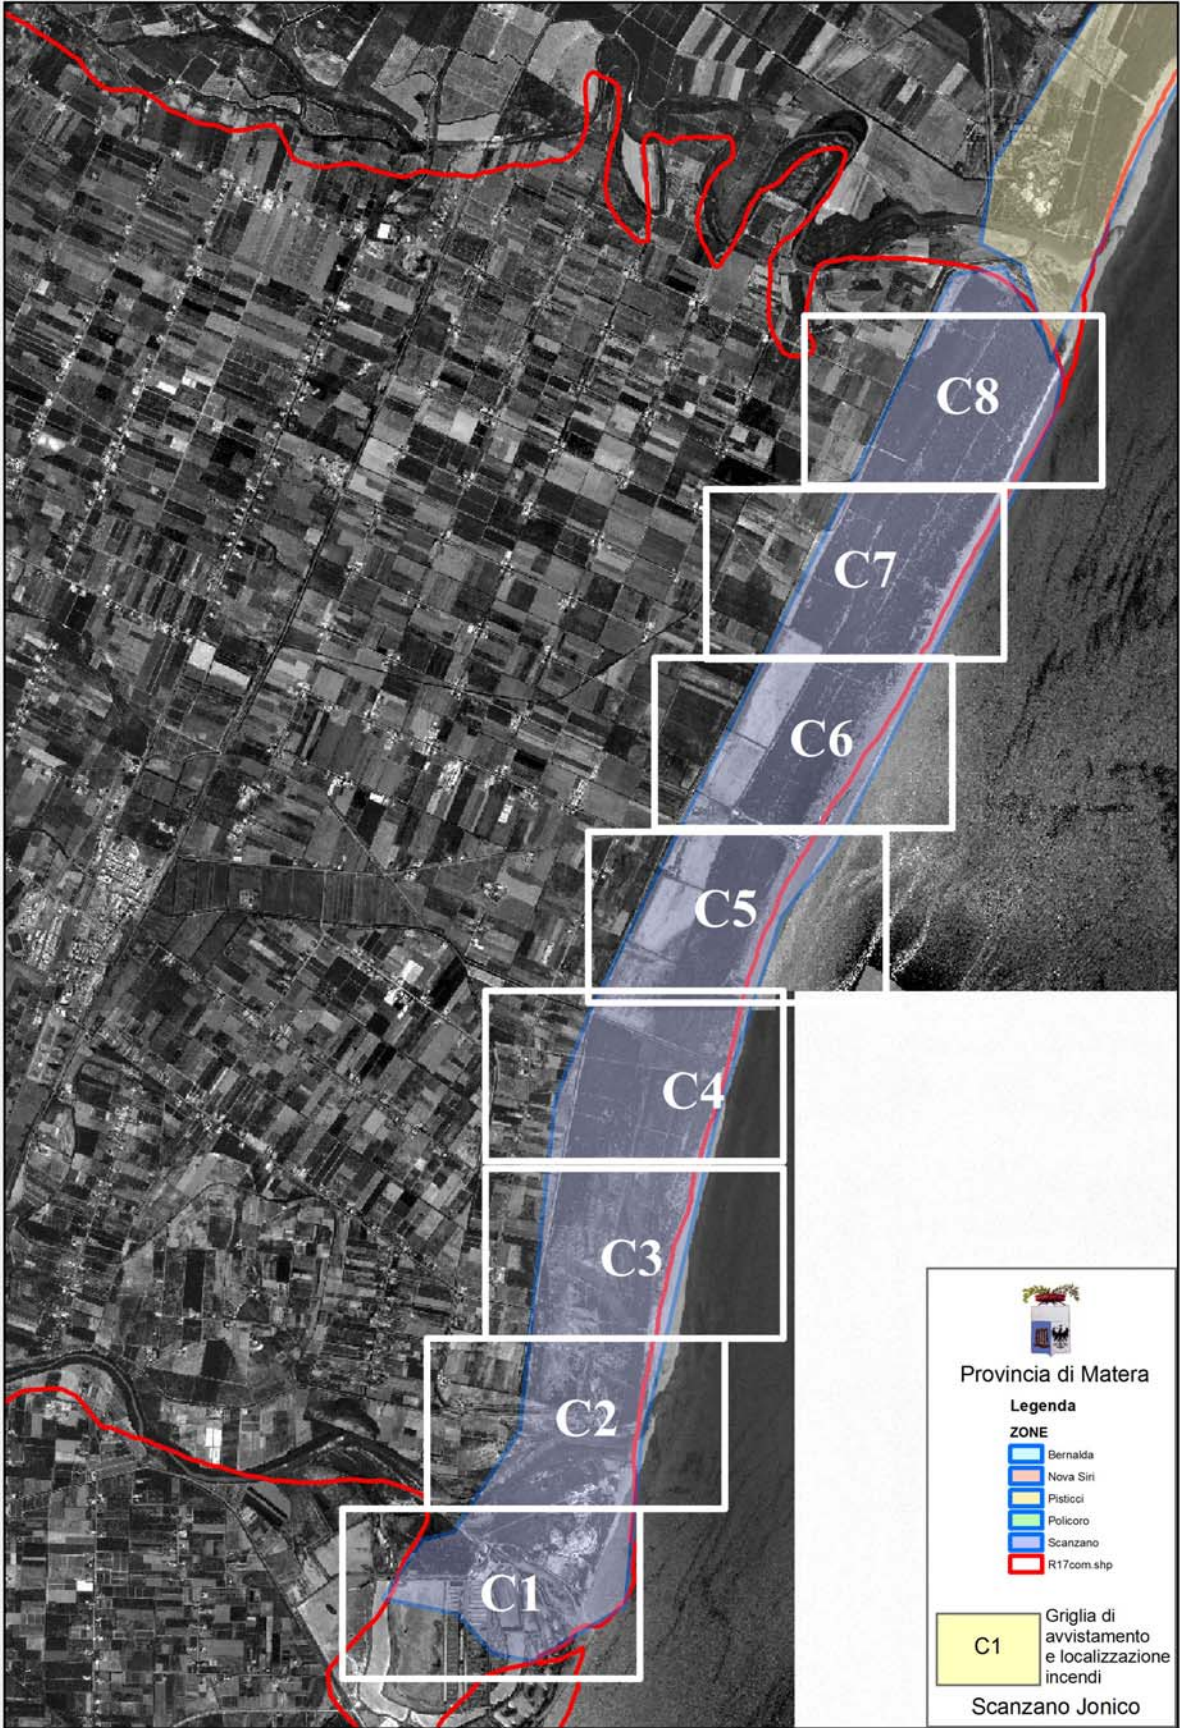 C8
C7
C6
C5
C4
C3
C2
C1
Provincia di Matera
Legenda
ZONE
Bernalda
Nova Siri
Pisticci
Policoro
Scanzano
R17com.shp
C1
Griglia di
avvistamento
e localizzazione
incendi
Scanzano Jonico